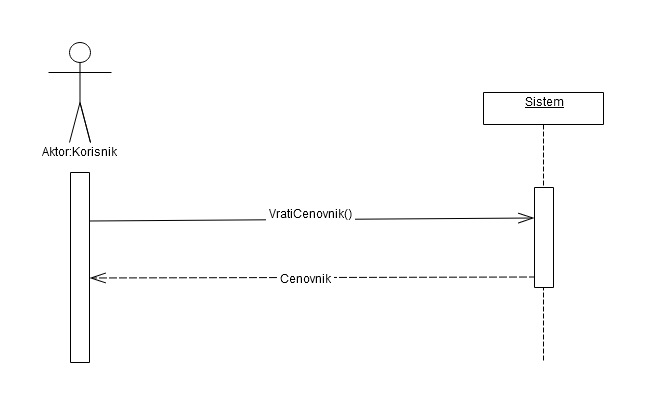 Sistem
Aktor:Korisnik
VratiCenovnik()
Cenovnik